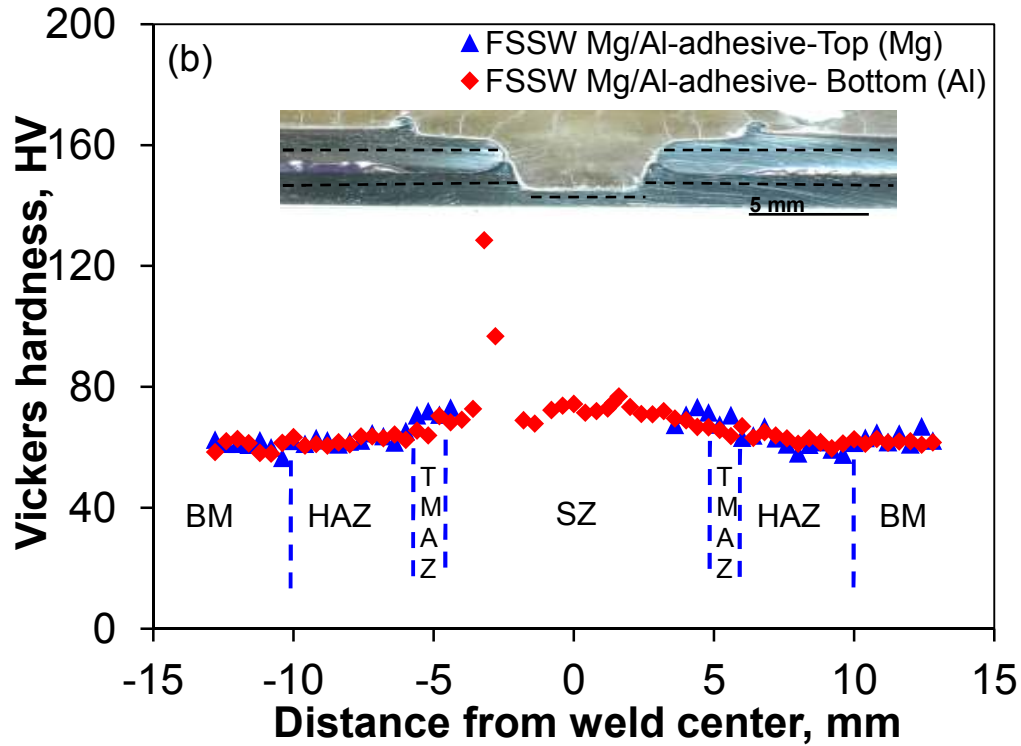 200
(b)
FSSW Mg/Al-adhesive-Top (Mg)
FSSW Mg/Al-adhesive- Bottom (Al)
160
5 mm
120
80
40
0
Vickers hardness, HV
BM
HAZ
TMAZ
SZ
TMAZ
HAZ
BM
-15 -10 -5 0 5 10 15
Distance from weld center, mm